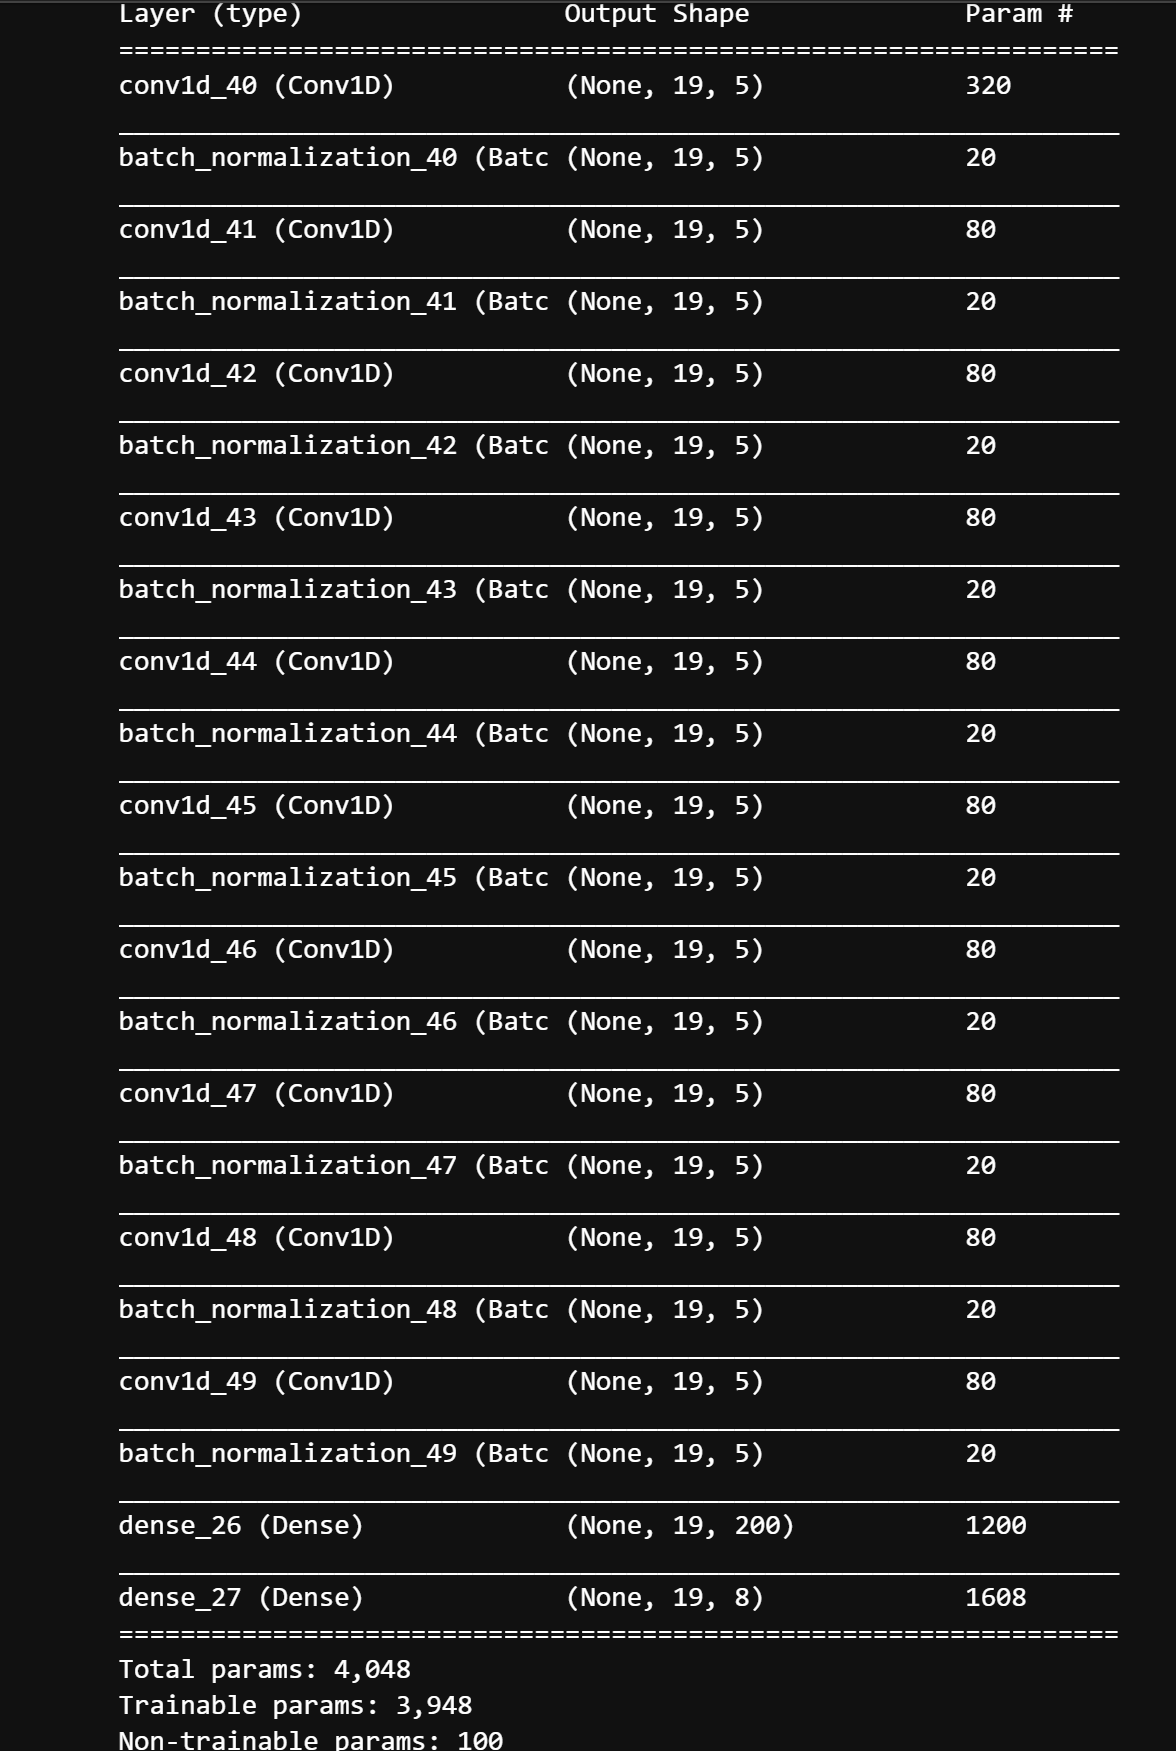 Layer (type) Output Shape Param #
=================================================================
conv1d_40 (Conv1D) (None, 19, 5) 320
_________________________________________________________________
batch_normalization_40 (Batc (None, 19, 5) 20
_________________________________________________________________
conv1d_41 (Conv1D) (None, 19, 5) 80
_________________________________________________________________
batch_normalization_41 (Batc (None, 19, 5) 20
_________________________________________________________________
conv1d_42 (Conv1D) (None, 19, 5) 80
_________________________________________________________________
batch_normalization_42 (Batc (None, 19, 5) 20
_________________________________________________________________
conv1d_43 (Conv1D) (None, 19, 5) 80
_________________________________________________________________
batch_normalization_43 (Batc (None, 19, 5) 20
_________________________________________________________________
conv1d_44 (Conv1D) (None, 19, 5) 80
_________________________________________________________________
batch_normalization_44 (Batc (None, 19, 5) 20
_________________________________________________________________
conv1d_45 (Conv1D) (None, 19, 5) 80
_________________________________________________________________
batch_normalization_45 (Batc (None, 19, 5) 20
_________________________________________________________________
conv1d_46 (Conv1D) (None, 19, 5) 80
_________________________________________________________________
batch_normalization_46 (Batc (None, 19, 5) 20
_________________________________________________________________
conv1d_47 (Conv1D) (None, 19, 5) 80
_________________________________________________________________
batch_normalization_47 (Batc (None, 19, 5) 20
_________________________________________________________________
conv1d_48 (Conv1D) (None, 19, 5) 80
_________________________________________________________________
batch_normalization_48 (Batc (None, 19, 5) 20
_________________________________________________________________
conv1d_49 (Conv1D) (None, 19, 5) 80
_________________________________________________________________
batch_normalization_49 (Batc (None, 19, 5) 20
_________________________________________________________________
dense_26 (Dense) (None, 19, 200) 1200
_________________________________________________________________
dense_27 (Dense) (None, 19, 8) 1608
=================================================================
Total params: 4,048
Trainable params: 3,948
Non-trainable params: 100